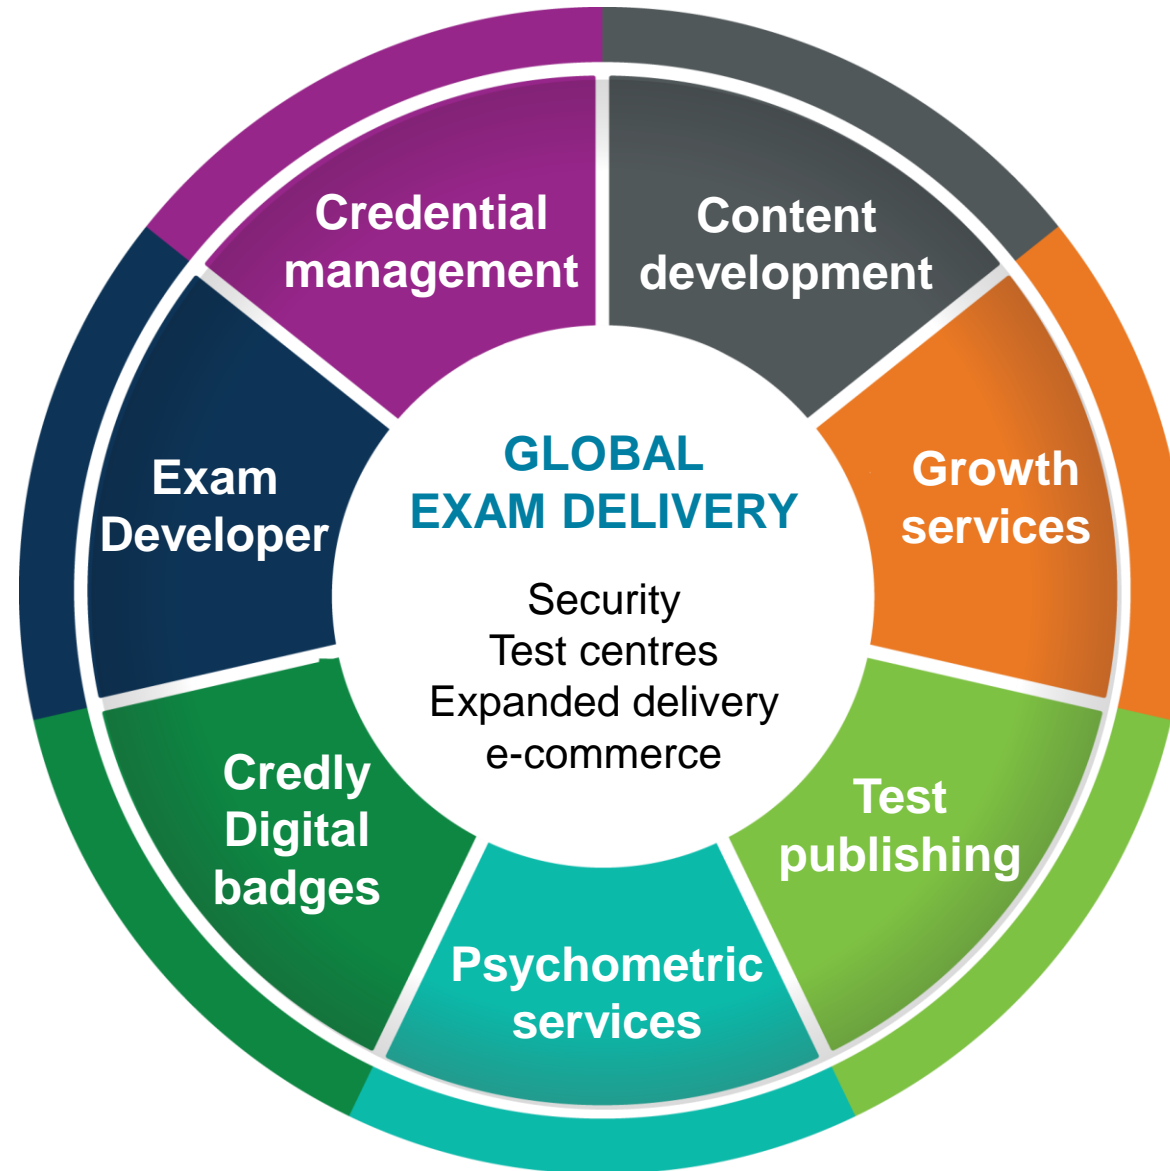 Credential
management
Content
development
Growth
services
Test
publishing
Psychometric
services
Credly
Digital
badges
Exam
Developer
GLOBAL
EXAM DELIVERY
Security
Test centres
Expanded delivery
e-commerce